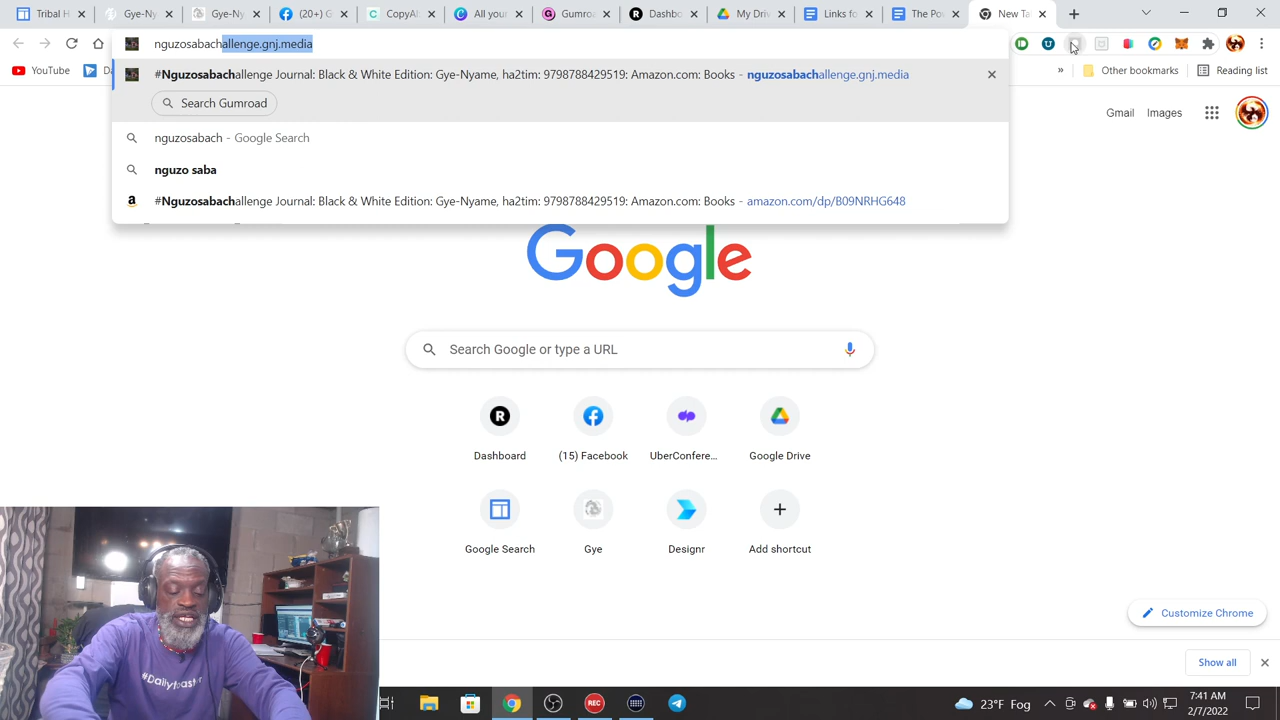 Tribal H
Gye-Ny
Gye-Ny
(20+) G
CopyAI
All your
Gumroa
Dashbo
My Driv
Links fo
The Pov
New Ta
nguzosabachallenge.gnj.media
#Nguzosabachallenge Journal: Black & White Edition: Gye-Nyame, ha2tim: 9798788429519: Amazon.com: Books - nguzosabachallenge.gnj.media
Search Gumroad
nguzosabach - Google Search
nguzo saba
#Nguzosabachallenge Journal: Black & White Edition: Gye-Nyame, ha2tim: 9798788429519: Amazon.com: Books - amazon.com/dp/B09NRHG648
YouTube
Da
»
Other bookmarks
Reading list
Gmail
Images
Google
Search Google or type a URL
Dashboard
(15) Facebook
UberConfere...
Google Drive
Google Search
Gye
Designr
Add shortcut
Customize Chrome
Show all
#Dailytoaster
REC
23°F Fog
7:41 AM
2/7/2022